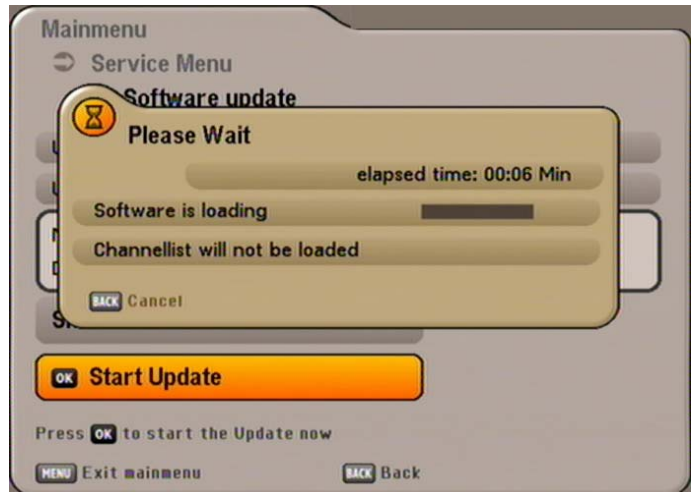 Mainmenu
Service Menu
Software update
Please Wait
elapsed time: 00:06 Min
Software is loading
Channellist will not be loaded
BACK Cancel
OK Start Update
Press OK to start the Update now
MENU Exit mainmenu
BACK Back